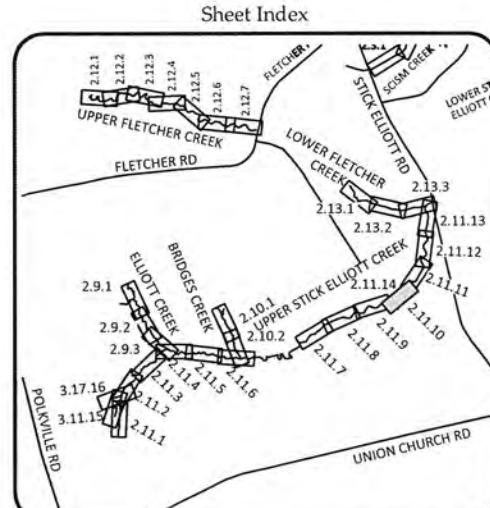 Sheet Index
2.12.1
2.12.2
2.12.3
2.12.4
2.12.5
2.12.6
2.12.7
UPPER FLETCHER CREEK
FLETCHER RD
STICK ELLIOTT RD
SCISM CREEK
LOWER
ELLIOTT
LOWER FLETCHER
CREEK
2.13.1
2.13.2
2.13.3
2.11.13
2.11.12
2.11.11
2.11.10
2.11.14
2.11.9
2.11.8
2.11.7
UPPER STICK ELLIOTT CREEK
BRIDGES CREEK
2.10.1
2.10.2
ELLIOTT CREEK
2.9.1
2.9.2
2.9.3
2.11.6
2.11.5
2.11.4
2.11.3
2.11.2
2.11.1
3.17.16
3.11.15
POLKVILLE RD
UNION CHURCH RD